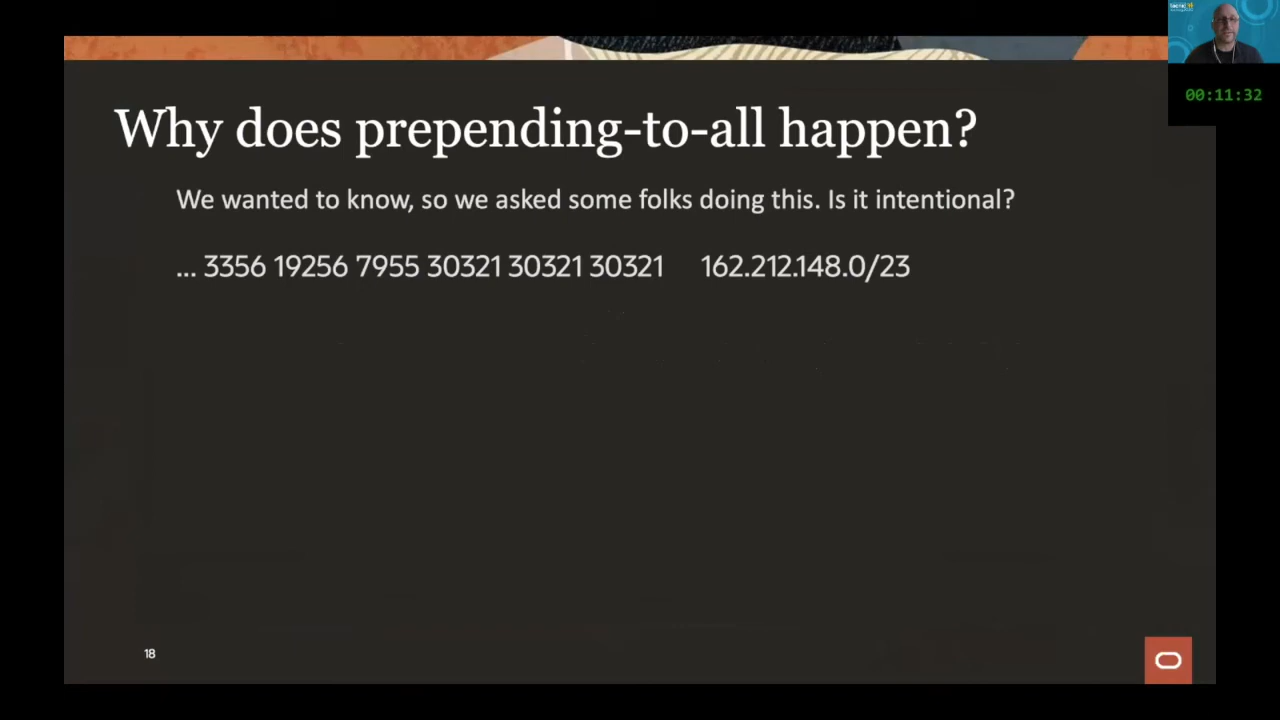 Why does prepending-to-all happen?
We wanted to know, so we asked some folks doing this. Is it intentional?
... 3356 19256 7955 30321 30321 30321 162.212.148.0/23
18
00:11:32